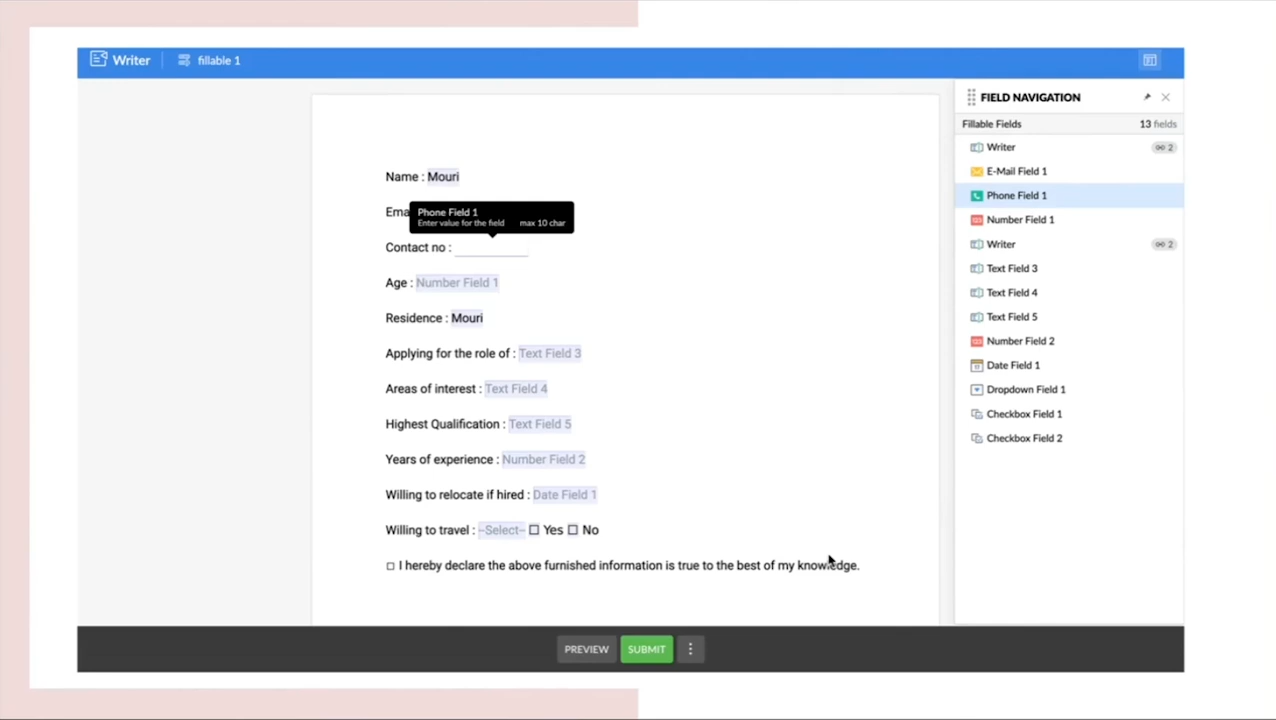 Writer fillable 1
FIELD NAVIGATION
Fillable Fields 13 fields
Writer 2
E-Mail Field 1
Phone Field 1
Number Field 1
Writer 2
Text Field 3
Text Field 4
Text Field 5
Number Field 2
Date Field 1
Dropdown Field 1
Checkbox Field 1
Checkbox Field 2
Name : Mouri
Ema
Phone Field 1
Enter value for the field max 10 char
Contact no :
Age : Number Field 1
Residence : Mouri
Applying for the role of : Text Field 3
Areas of interest : Text Field 4
Highest Qualification : Text Field 5
Years of experience : Number Field 2
Willing to relocate if hired : Date Field 1
Willing to travel : --Select-- Yes No
I hereby declare the above furnished information is true to the best of my knowledge.
PREVIEW SUBMIT